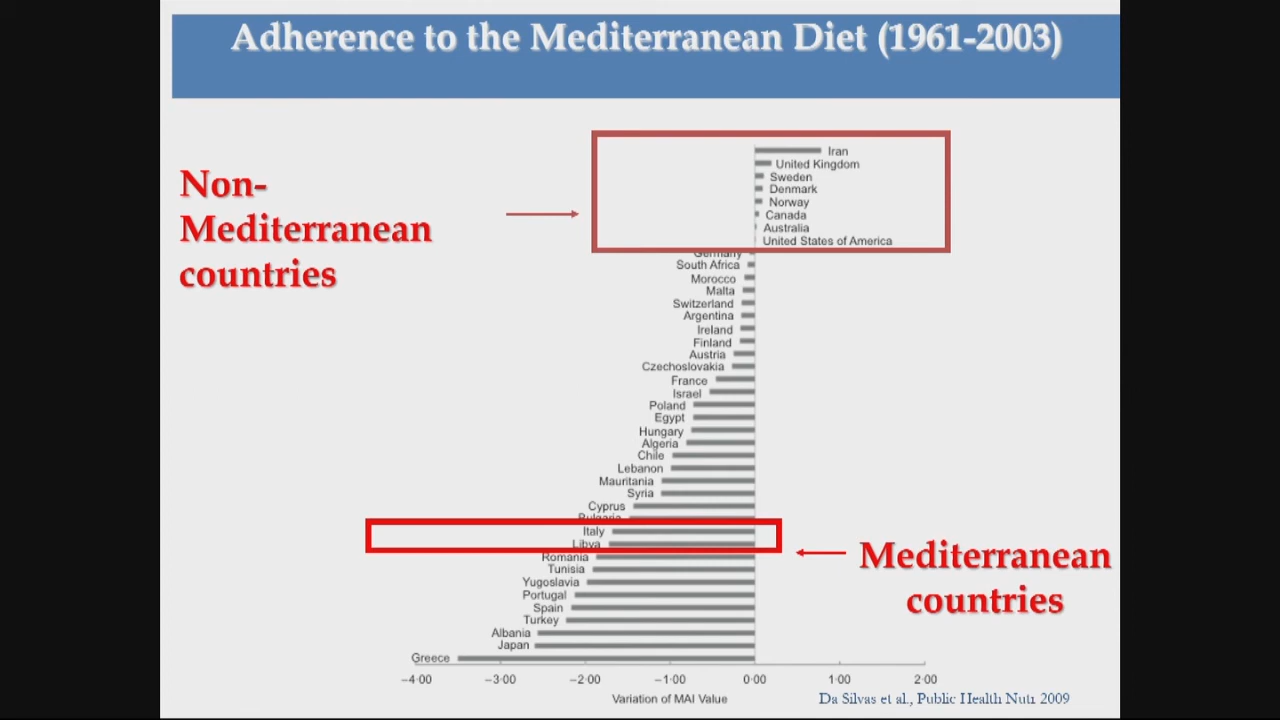 Adherence to the Mediterranean Diet (1961-2003)
Non-
Mediterranean
countries
Iran
United Kingdom
Sweden
Denmark
Norway
Canada
Australia
United States of America
Germany
South Africa
Morocco
Malta
Switzerland
Argentina
Ireland
Finland
Austria
Czechoslovakia
France
Israel
Poland
Egypt
Hungary
Algeria
Chile
Lebanon
Mauritania
Syria
Cyprus
Bulgaria
Italy
Libya
Romania
Tunisia
Yugoslavia
Portugal
Spain
Turkey
Albania
Japan
Greece
Mediterranean
countries
−4·00 −3·00 −2·00 −1·00 0·00 1·00 2·00
Variation of MAI Value
Da Silvas et al., Public Health Nutr 2009